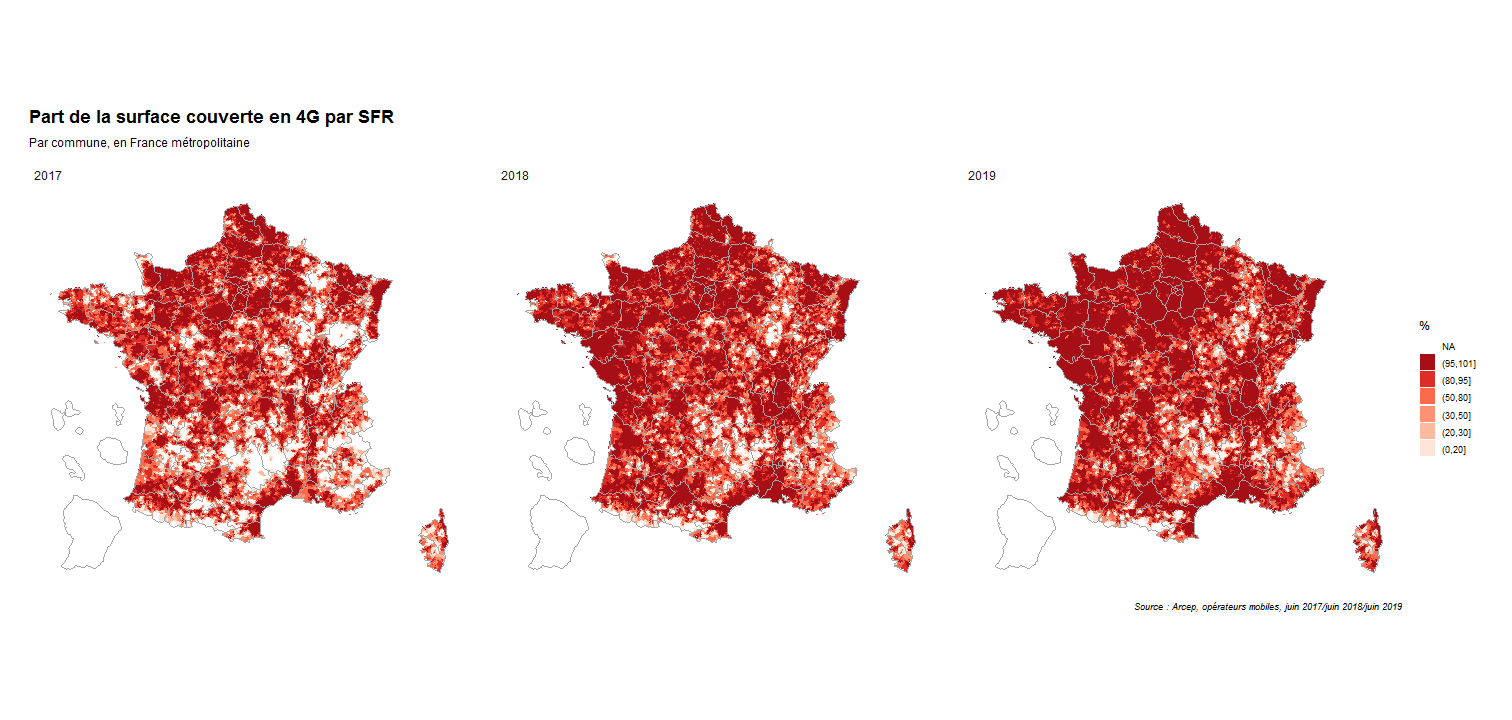 Part de la surface couverte en 4G par SFR
Par commune, en France métropolitaine
2017
2018
2019
%
NA
(95,101]
(80,95]
(50,80]
(30,50]
(20,30]
(0,20]
Source : Arcep, opérateurs mobiles, juin 2017/juin 2018/juin 2019